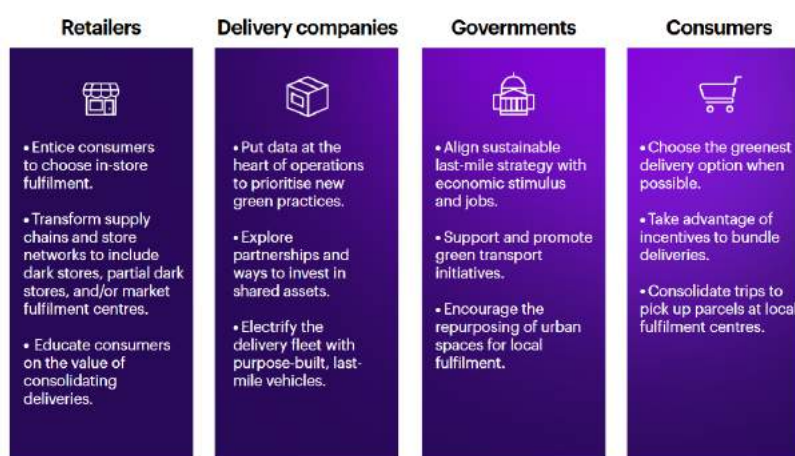 Retailers
• Entice consumers
to choose in-store
fulfilment.
• Transform supply
chains and store
networks to include
dark stores, partial dark
stores, and/or market
fulfilment centres.
• Educate consumers
on the value of
consolidating
deliveries.
Delivery companies
• Put data at the
heart of operations
to prioritise new
green practices.
• Explore
partnerships and
ways to invest in
shared assets.
• Electrify the
delivery fleet with
purpose-built, last-
mile vehicles.
Governments
• Align sustainable
last-mile strategy with
economic stimulus
and jobs.
• Support and promote
green transport
initiatives.
• Encourage the
repurposing of urban
spaces for local
fulfilment.
Consumers
• Choose the greenest
delivery option when
possible.
• Take advantage of
incentives to bundle
deliveries.
• Consolidate trips to
pick up parcels at local
fulfilment centres.